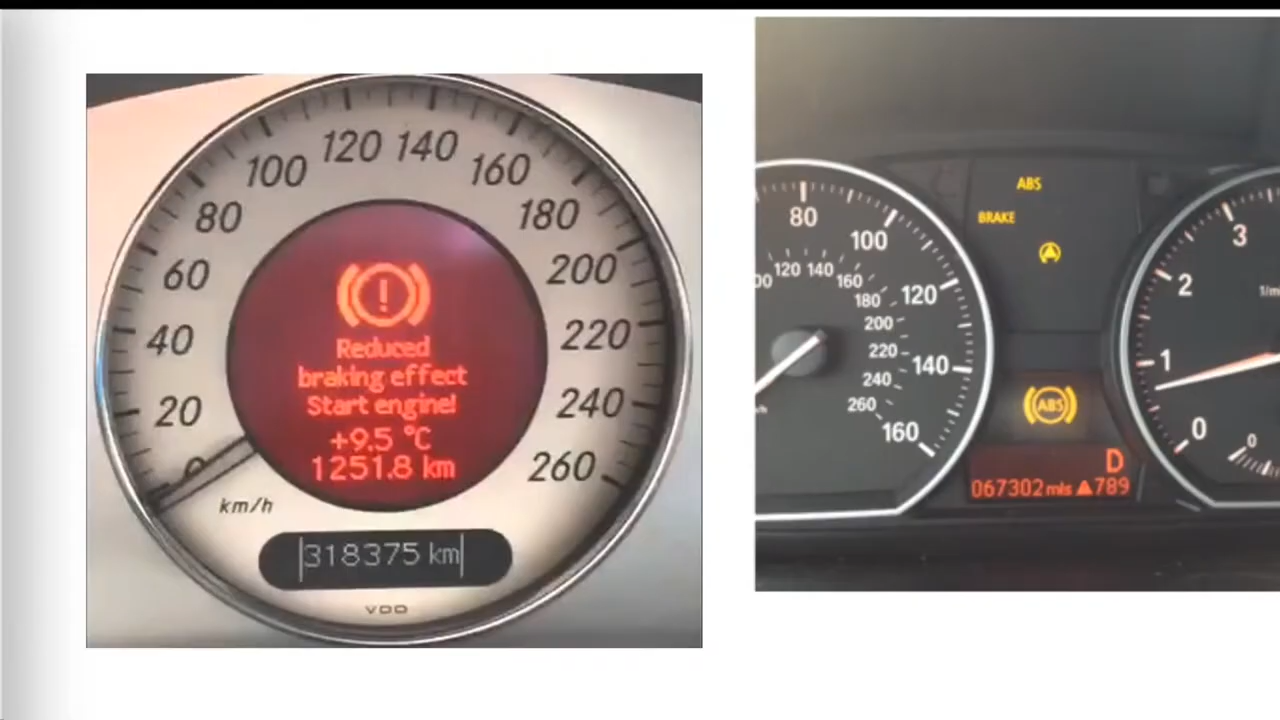 120 140
100 160
80 180
60 200
40 220
20 240
0 260
Reduced
braking effect
Start engine!
+9.5 °C
1251.8 km
km/h
318375 km
VDO
ABS
BRAKE
80
100
120
140
160
120 140
160
180
200
220
240
260
ABS
D
067302 mls ▲789
3
2
1
0
0